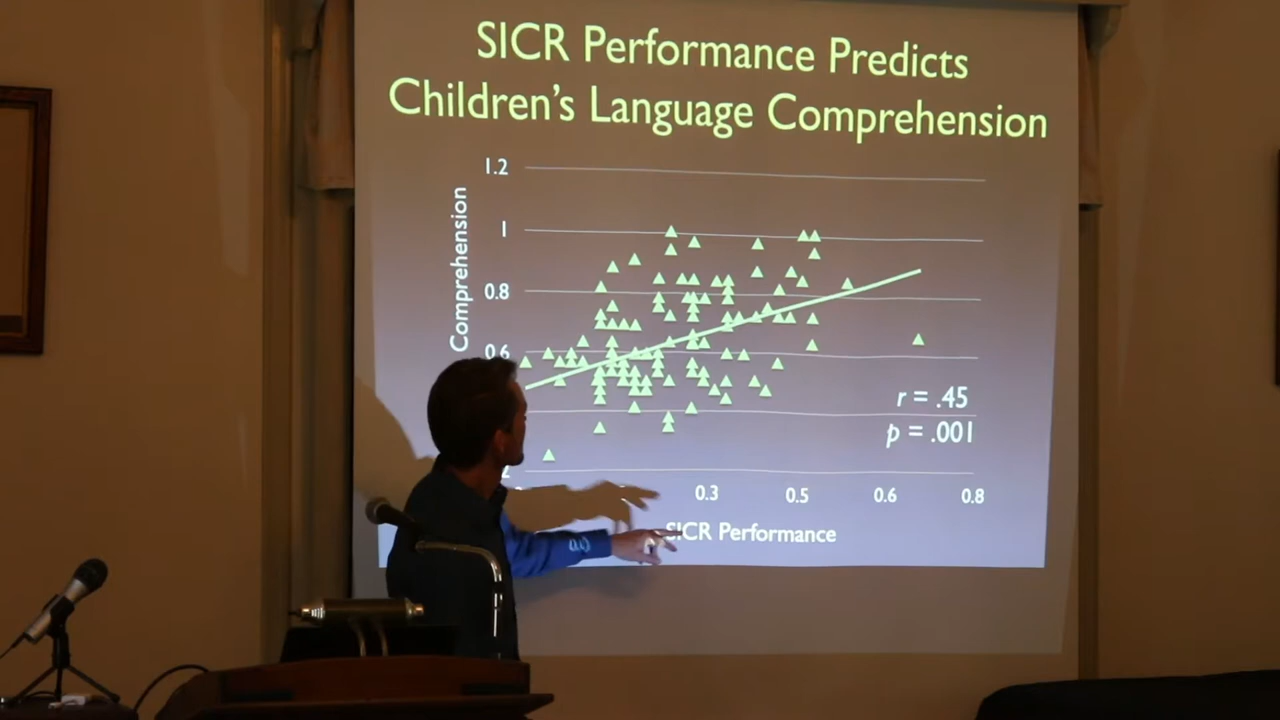 SICR Performance Predicts
Children's Language Comprehension
1.2
1
0.8
0.6
Comprehension
r = .45
p = .001
0.3 0.5 0.6 0.8
SICR Performance